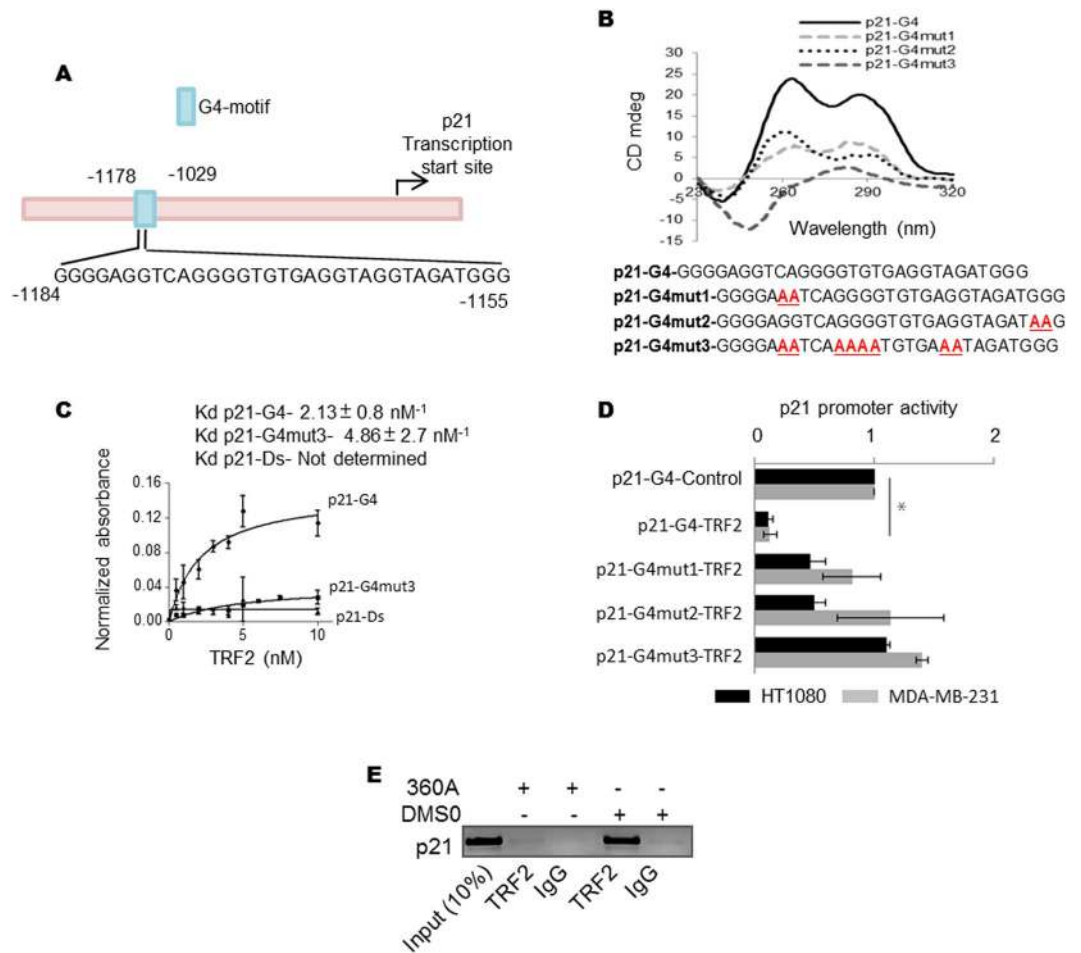 A
G4-motif
p21
Transcription
start site
-1178
-1029
GGGGAGGTCAGGGGTGTGAGGTAGGTAGATGGG
-1184
-1155
B
p21-G4
p21-G4mut1
p21-G4mut2
p21-G4mut3
CD mdeg
30
25
20
15
10
5
0
-5
-10
-15
230
260
290
320
Wavelength (nm)
p21-G4-GGGGAGGTCAGGGGTGTGAGGTAGATGGG
p21-G4mut1-GGGGAAATCAGGGGTGTGAGGTAGATGGG
p21-G4mut2-GGGGAGGTCAGGGGTGTGAGGTAGATAAG
p21-G4mut3-GGGGAAATCAAAAATGTGAAATAGATGGG
C
Kd p21-G4- 2.13 ± 0.8 nM⁻¹
Kd p21-G4mut3- 4.86 ± 2.7 nM⁻¹
Kd p21-Ds- Not determined
Normalized absorbance
0.16
0.12
0.08
0.04
0.00
0
5
10
TRF2 (nM)
p21-G4
p21-G4mut3
p21-Ds
D
p21 promoter activity
0
1
2
p21-G4-Control
p21-G4-TRF2
p21-G4mut1-TRF2
p21-G4mut2-TRF2
p21-G4mut3-TRF2
*
HT1080
MDA-MB-231
E
360A + + - -
DMS0 - - + +
p21
Input (10%)
TRF2
IgG
TRF2
IgG